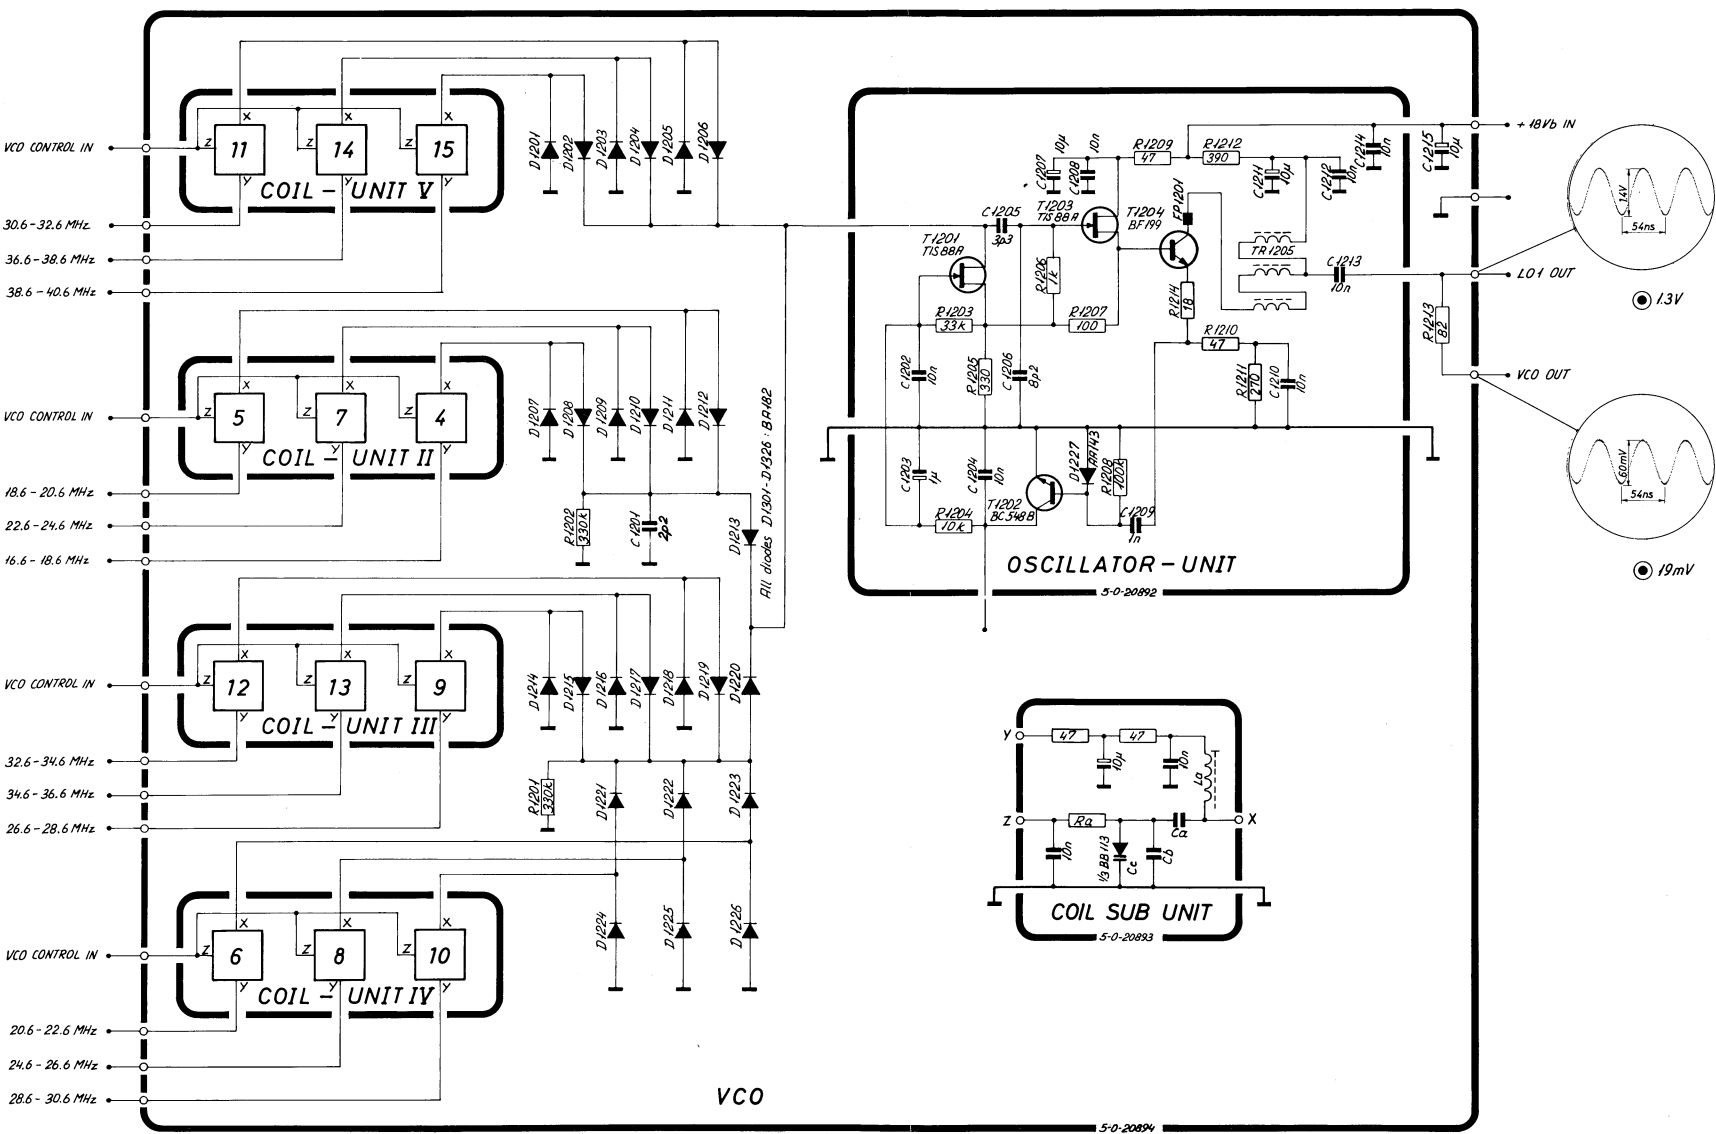 VCO CONTROL IN
30.6-32.6 MHz
36.6-38.6 MHz
38.6-40.6 MHz
X
X
X
Z
11
Z
14
Z
15
Y
Y
Y
COIL - UNIT V
D1201
D1202
D1203
D1204
D1205
D1206
VCO CONTROL IN
18.6-20.6 MHz
22.6-24.6 MHz
16.6-18.6 MHz
X
X
X
Z
5
Z
7
Z
4
Y
Y
Y
COIL - UNIT II
D1207
D1208
D1209
D1210
D1211
D1212
R1202
330k
C1201
2p2
D1213
All diodes D1301-D1326: BA182
VCO CONTROL IN
32.6-34.6 MHz
34.6-36.6 MHz
26.6-28.6 MHz
X
X
X
Z
12
Z
13
Z
9
Y
Y
Y
COIL - UNIT III
D1214
D1215
D1216
D1217
D1218
D1219
D1220
R1201
330k
D1221
D1222
D1223
VCO CONTROL IN
20.6-22.6 MHz
24.6-26.6 MHz
28.6-30.6 MHz
X
X
X
Z
6
Z
8
Z
10
Y
Y
Y
COIL - UNIT IV
D1224
D1225
D1226
T1201
TIS88A
C1205
3p3
C1207
10µ
C1208
10n
T1203
TIS88A
T1204
BF199
R1209
47
R1212
390
FP1201
C1211
10µ
C1212
10n
C1214
10n
C1215
10µ
R1206
1k
TR1205
C1213
10n
R1214
18
R1203
33k
R1207
100
R1210
47
C1202
10n
R1205
330
C1206
8p2
R1211
270
C1210
10n
R1213
82
C1203
1µ
C1204
10n
T1202
BC548B
D1227
AA143
R1208
100k
R1204
10k
C1209
1n
OSCILLATOR - UNIT
5-0-20892
+18Vb IN
LO1 OUT
VCO OUT
1.4V
54ns
1.3V
60mV
54ns
19mV
Y
47
47
10µ
10n
La
Z
Ra
Ca
X
10n
1/3 BB113
Cc
Cb
COIL SUB UNIT
5-0-20893
VCO
5-0-20894